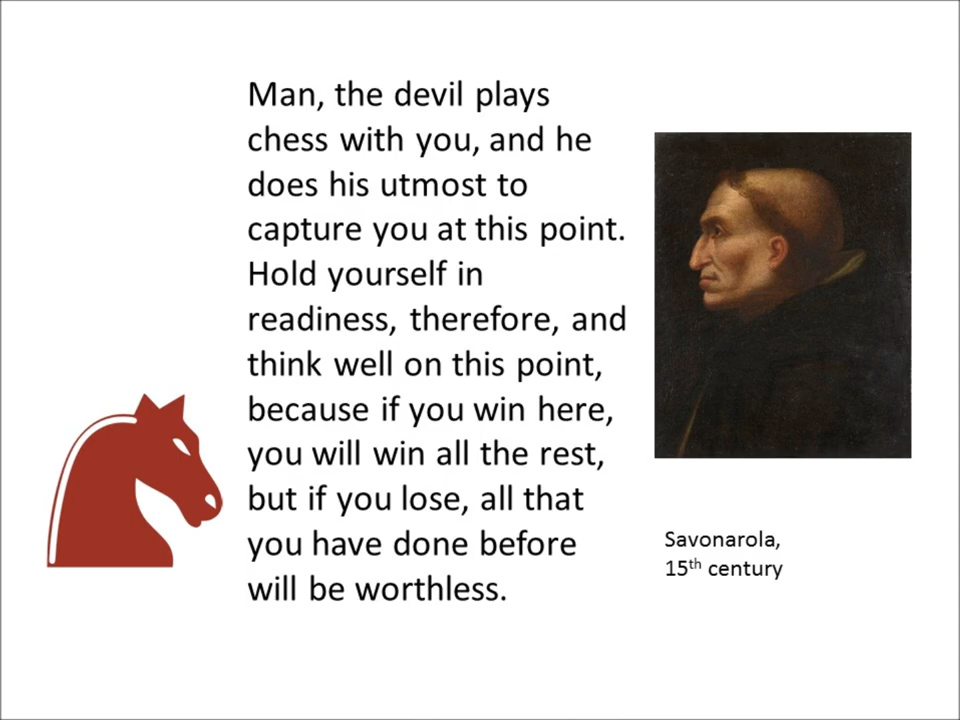 Man, the devil plays
chess with you, and he
does his utmost to
capture you at this point.
Hold yourself in
readiness, therefore, and
think well on this point,
because if you win here,
you will win all the rest,
but if you lose, all that
you have done before
will be worthless.
Savonarola,
15th century